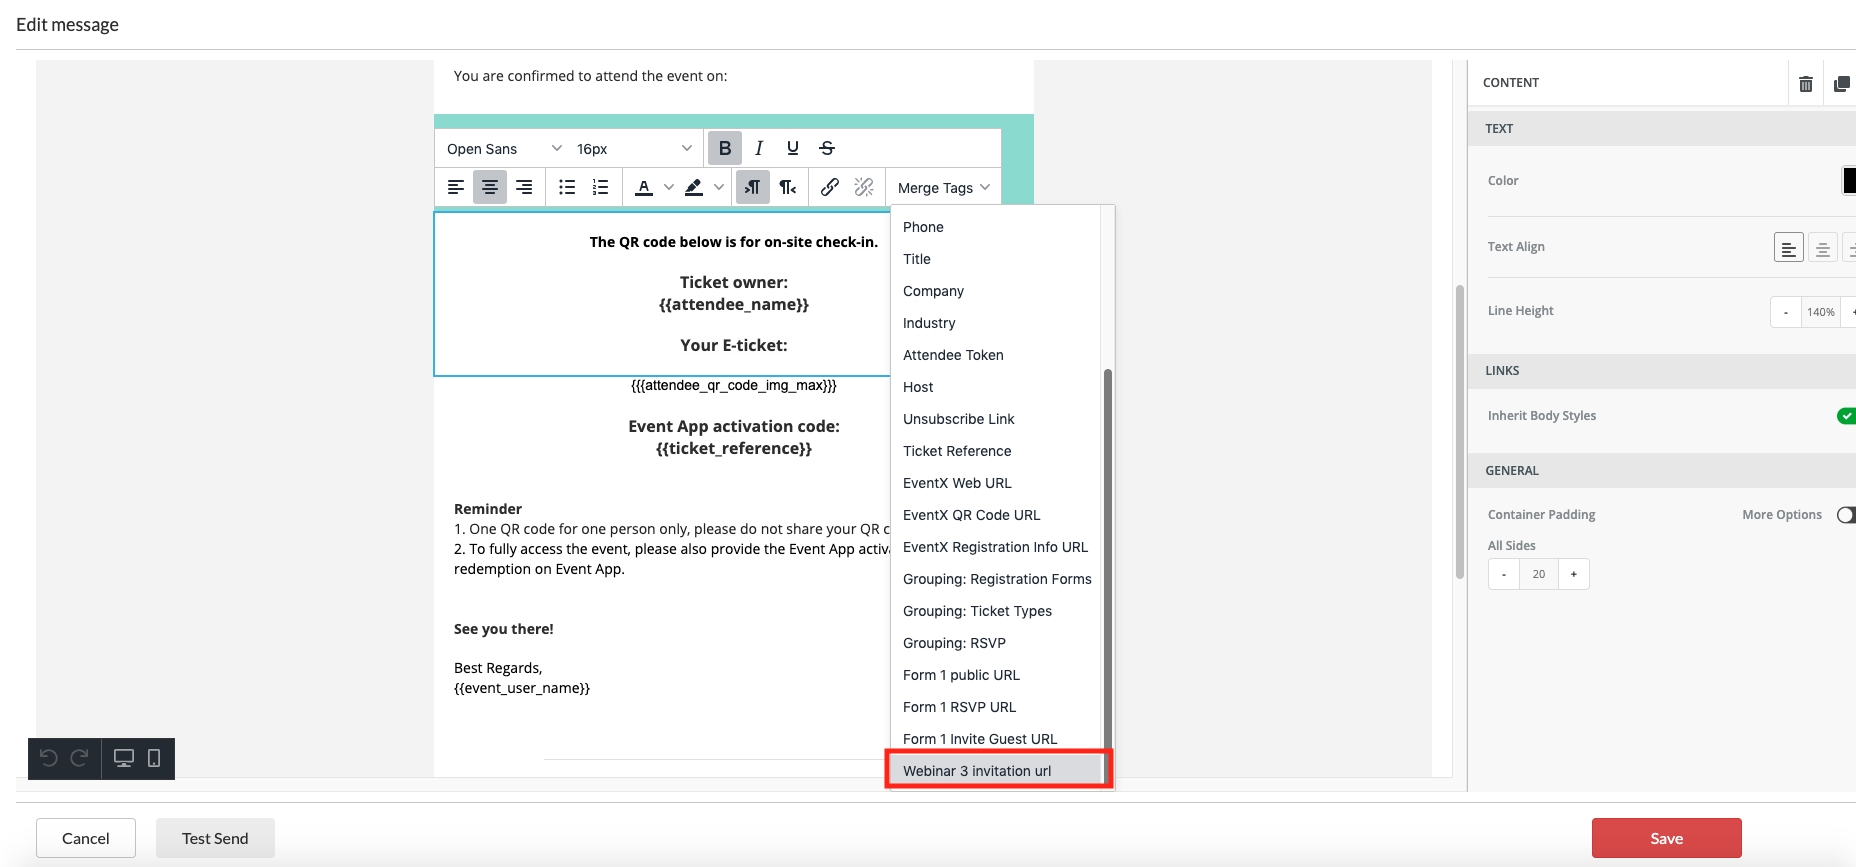 Edit message
You are confirmed to attend the event on:
Open Sans
16px
B
I
U
S
A
Merge Tags
The QR code below is for on-site check-in.
Ticket owner:
{{attendee_name}}
Your E-ticket:
{{{attendee_qr_code_img_max}}}
Event App activation code:
{{ticket_reference}}
Reminder
1. One QR code for one person only, please do not share your QR c
2. To fully access the event, please also provide the Event App activ
redemption on Event App.
See you there!
Best Regards,
{{event_user_name}}
Phone
Title
Company
Industry
Attendee Token
Host
Unsubscribe Link
Ticket Reference
EventX Web URL
EventX QR Code URL
EventX Registration Info URL
Grouping: Registration Forms
Grouping: Ticket Types
Grouping: RSVP
Form 1 public URL
Form 1 RSVP URL
Form 1 Invite Guest URL
Webinar 3 invitation url
CONTENT
TEXT
Color
Text Align
Line Height
- 140% +
LINKS
Inherit Body Styles
GENERAL
Container Padding
More Options
All Sides
- 20 +
Cancel
Test Send
Save